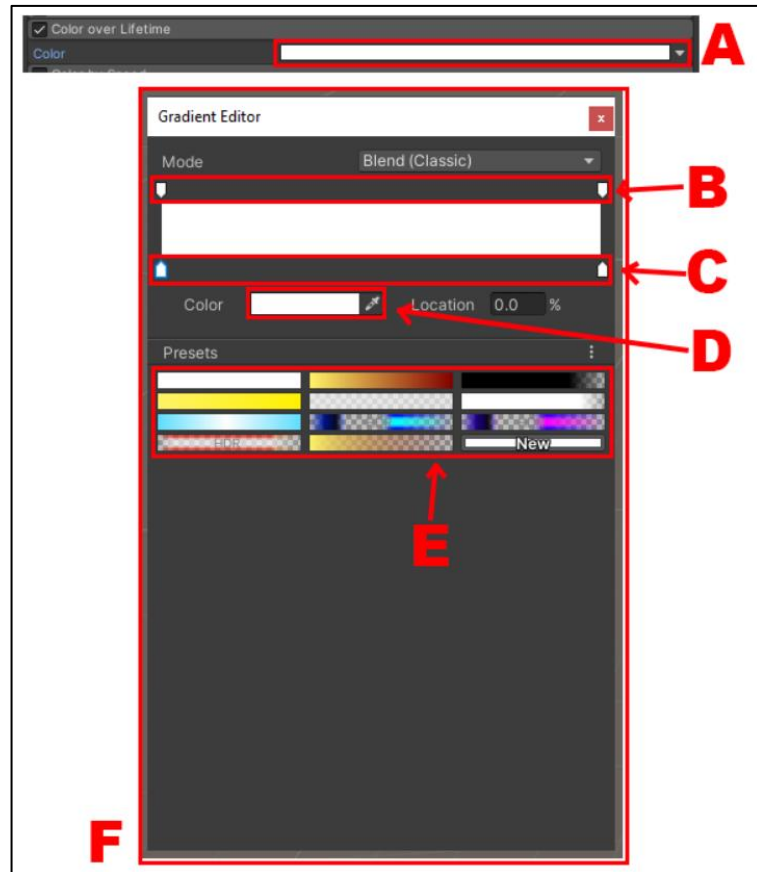 Color over Lifetime
Color
A
Gradient Editor
x
Mode Blend (Classic)
B
C
Color Location 0.0 %
D
Presets
HDR New
E
F